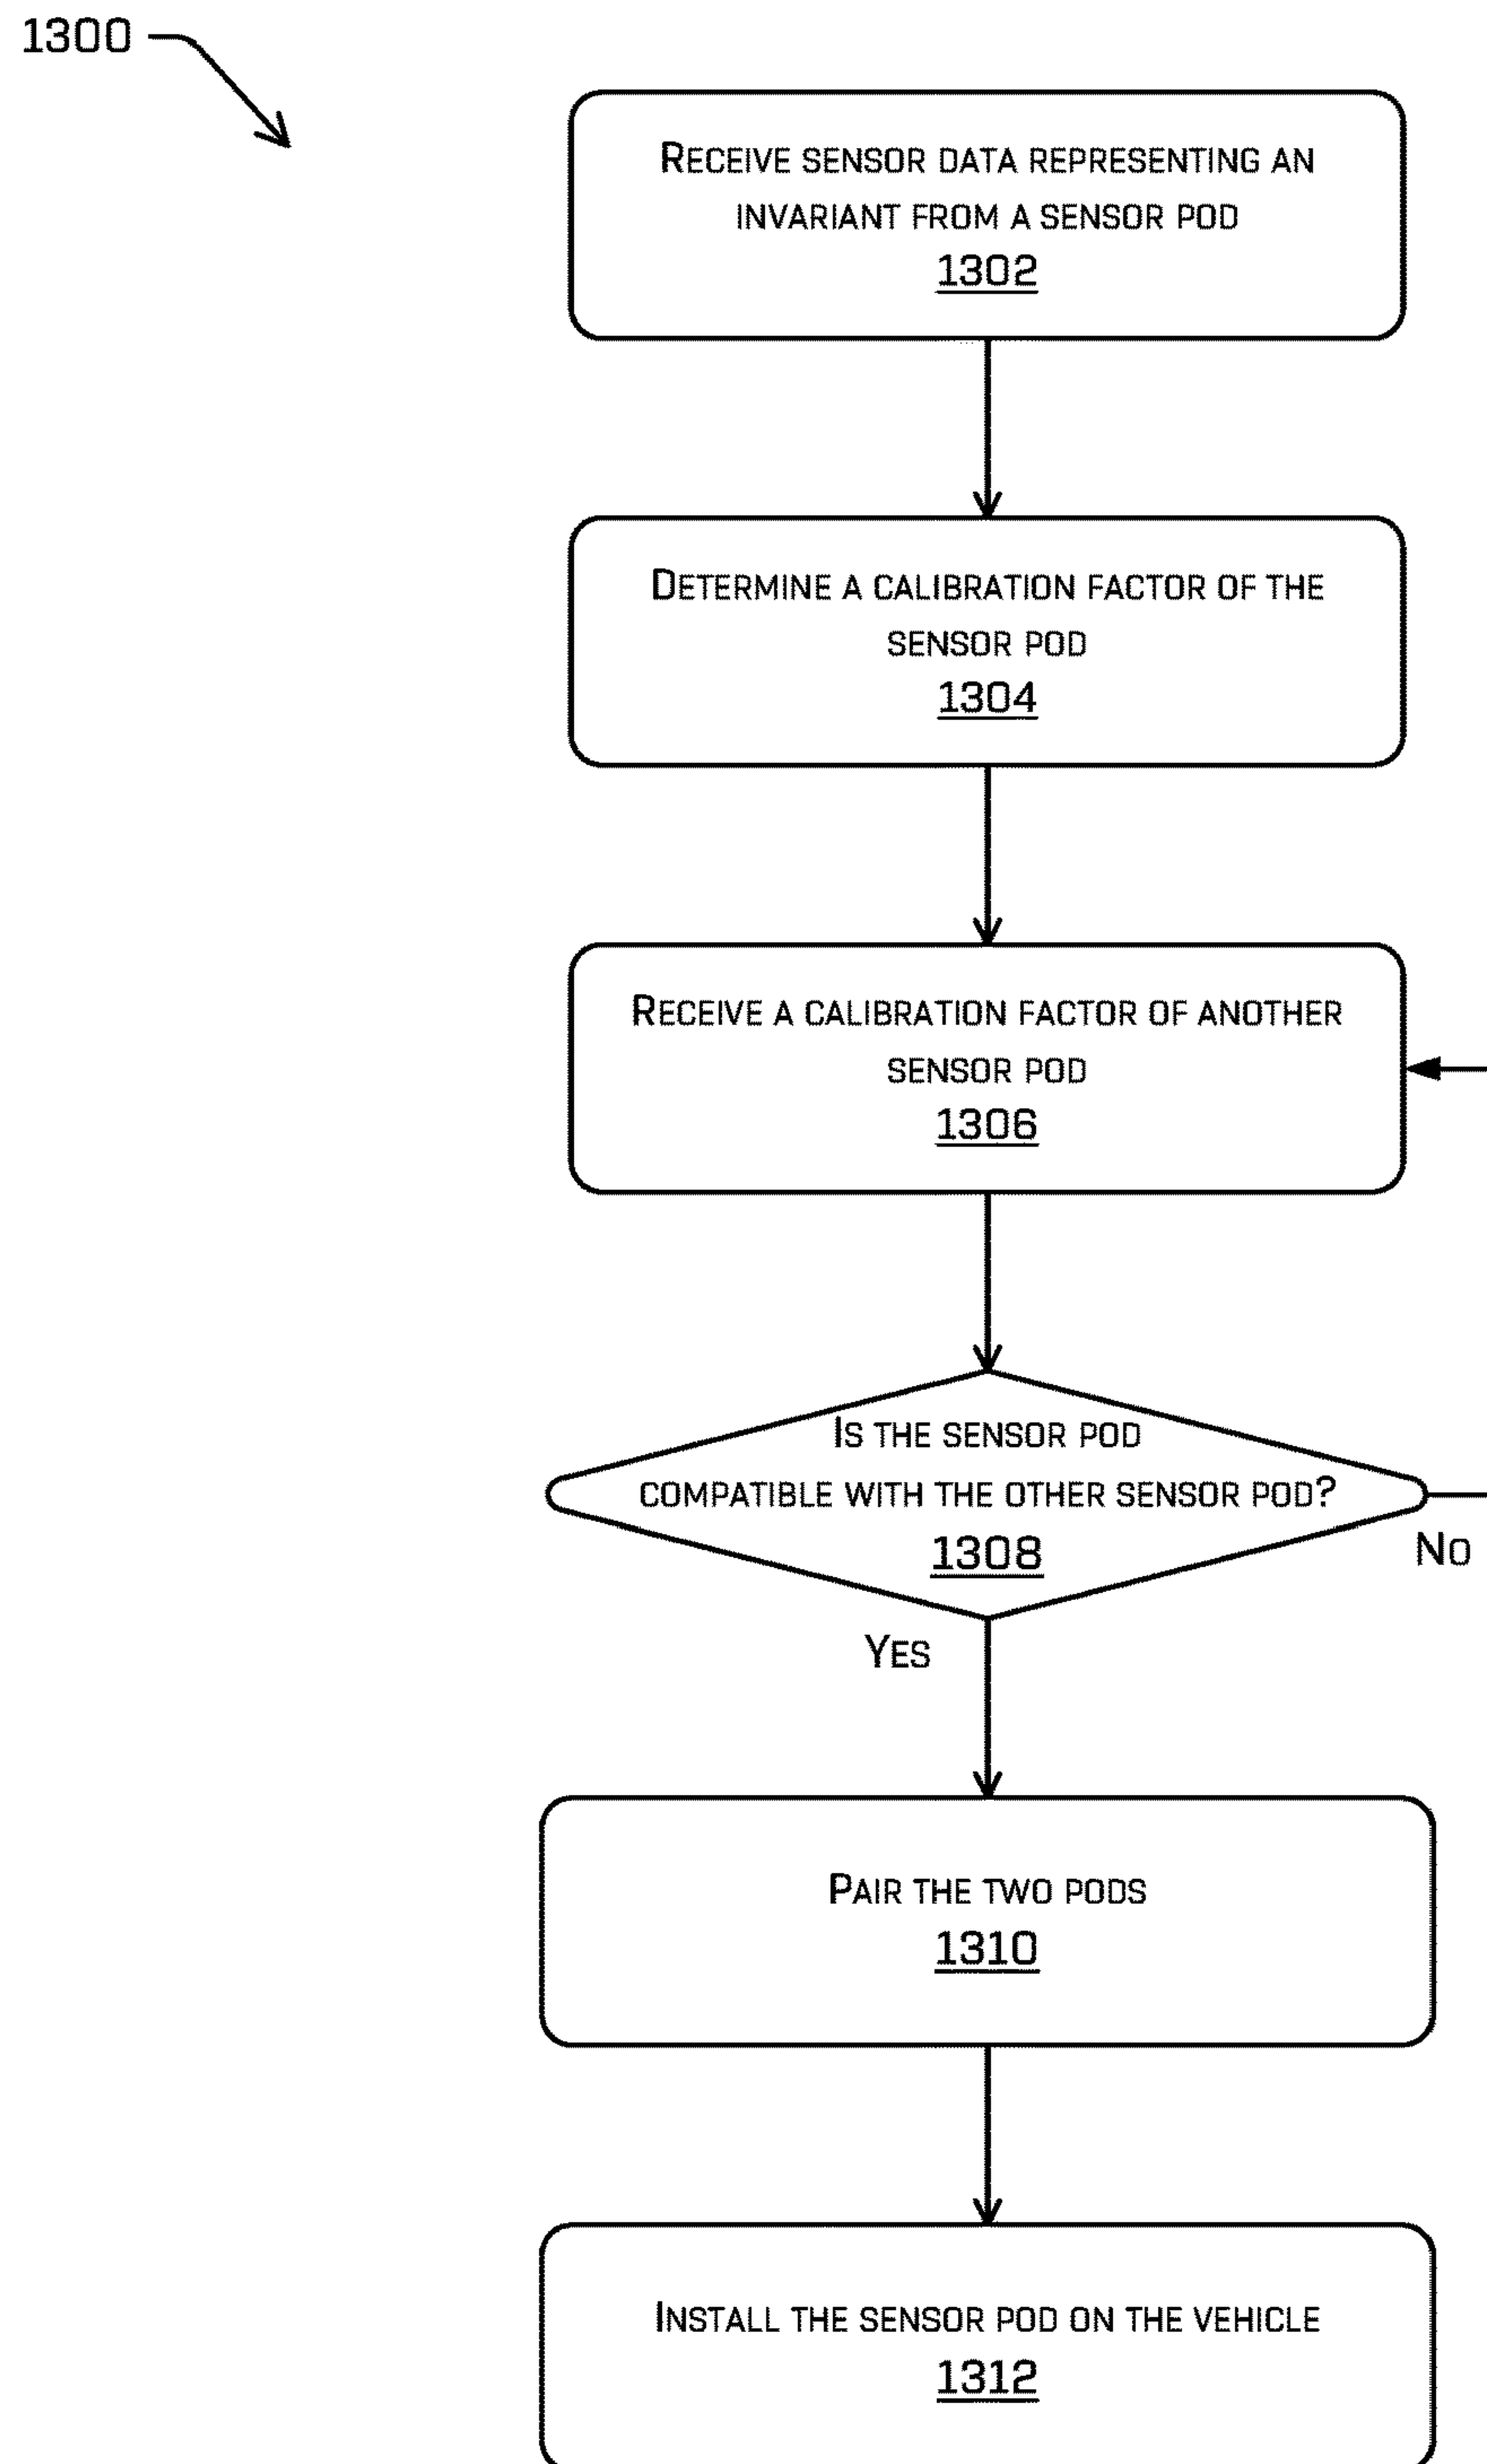 1300
RECEIVE SENSOR DATA REPRESENTING AN
INVARIANT FROM A SENSOR POD
1302
DETERMINE A CALIBRATION FACTOR OF THE
SENSOR POD
1304
RECEIVE A CALIBRATION FACTOR OF ANOTHER
SENSOR POD
1306
IS THE SENSOR POD
COMPATIBLE WITH THE OTHER SENSOR POD?
1308
NO
YES
PAIR THE TWO PODS
1310
INSTALL THE SENSOR POD ON THE VEHICLE
1312